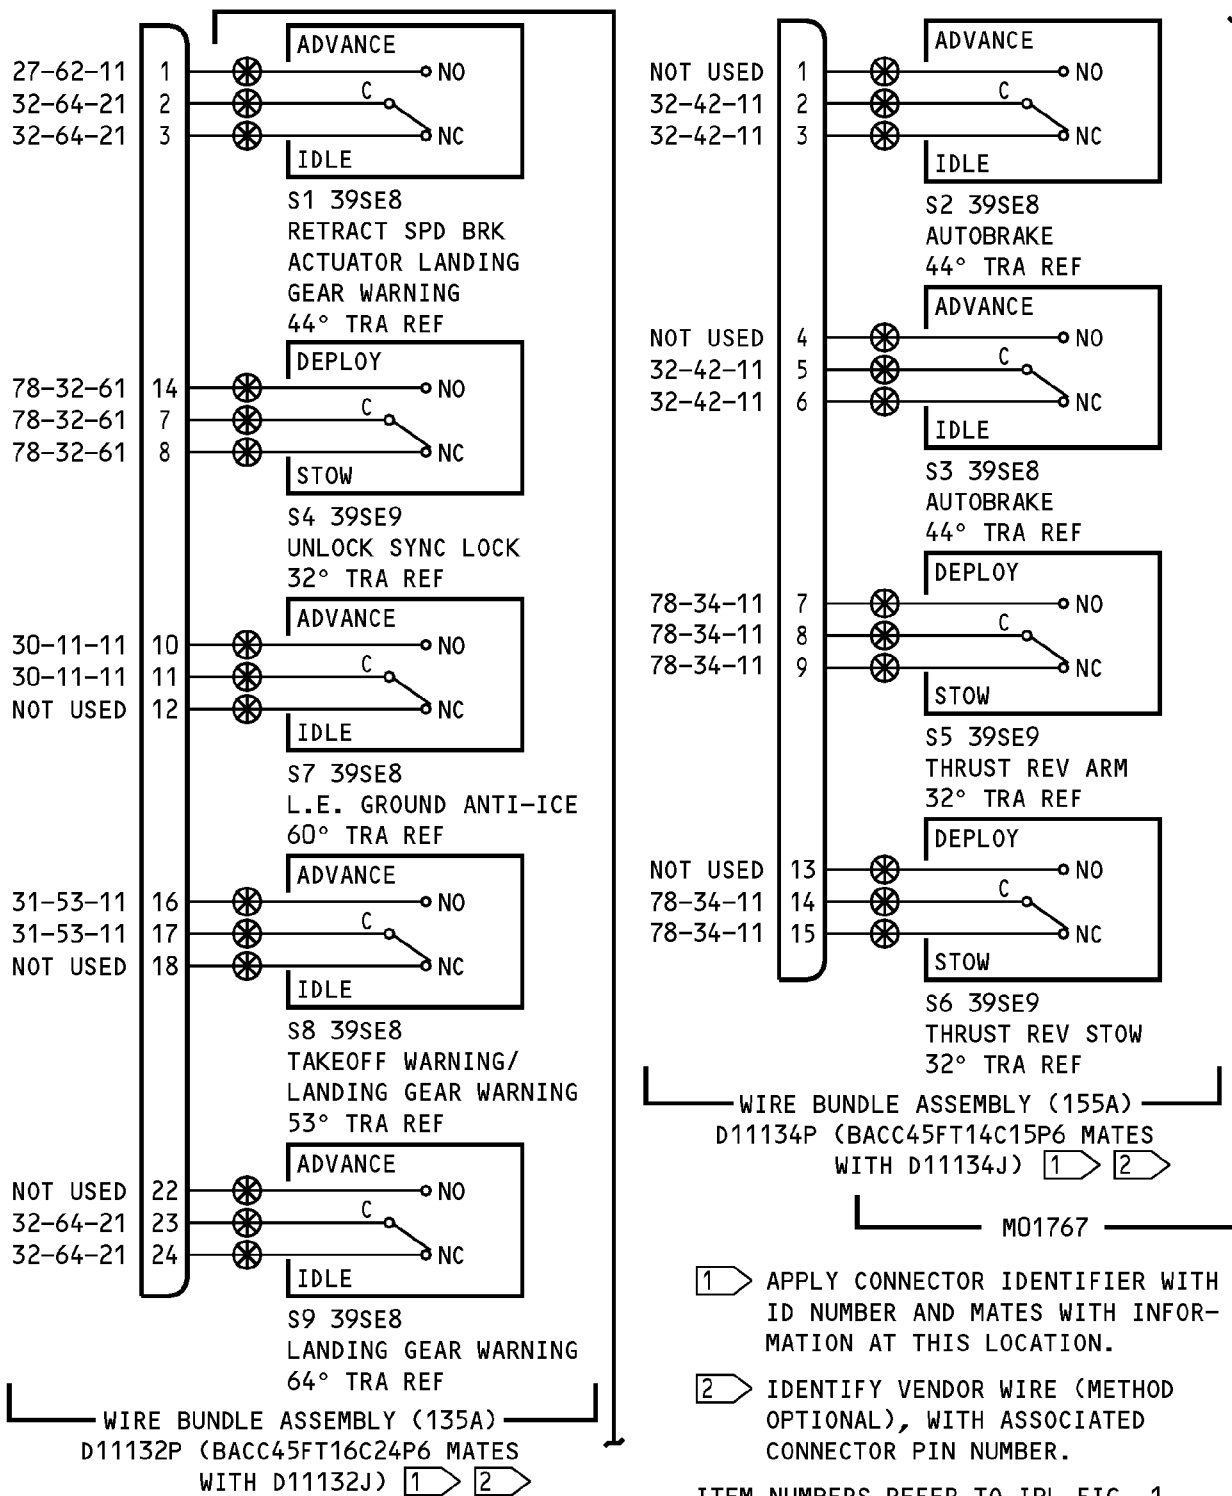 ADVANCE
27-62-11 1 NO
32-64-21 2 C
32-64-21 3 NC
IDLE
S1 39SE8
RETRACT SPD BRK
ACTUATOR LANDING
GEAR WARNING
44° TRA REF
DEPLOY
78-32-61 14 NO
78-32-61 7 C
78-32-61 8 NC
STOW
S4 39SE9
UNLOCK SYNC LOCK
32° TRA REF
ADVANCE
30-11-11 10 NO
30-11-11 11 C
NOT USED 12 NC
IDLE
S7 39SE8
L.E. GROUND ANTI-ICE
60° TRA REF
ADVANCE
31-53-11 16 NO
31-53-11 17 C
NOT USED 18 NC
IDLE
S8 39SE8
TAKEOFF WARNING/
LANDING GEAR WARNING
53° TRA REF
ADVANCE
NOT USED 22 NO
32-64-21 23 C
32-64-21 24 NC
IDLE
S9 39SE8
LANDING GEAR WARNING
64° TRA REF
WIRE BUNDLE ASSEMBLY (135A)
D11132P (BACC45FT16C24P6 MATES
WITH D11132J) 1 2
ADVANCE
NOT USED 1 NO
32-42-11 2 C
32-42-11 3 NC
IDLE
S2 39SE8
AUTOBRAKE
44° TRA REF
ADVANCE
NOT USED 4 NO
32-42-11 5 C
32-42-11 6 NC
IDLE
S3 39SE8
AUTOBRAKE
44° TRA REF
DEPLOY
78-34-11 7 NO
78-34-11 8 C
78-34-11 9 NC
STOW
S5 39SE9
THRUST REV ARM
32° TRA REF
DEPLOY
NOT USED 13 NO
78-34-11 14 C
78-34-11 15 NC
STOW
S6 39SE9
THRUST REV STOW
32° TRA REF
WIRE BUNDLE ASSEMBLY (155A)
D11134P (BACC45FT14C15P6 MATES
WITH D11134J) 1 2
M01767
1 APPLY CONNECTOR IDENTIFIER WITH
ID NUMBER AND MATES WITH INFOR-
MATION AT THIS LOCATION.
2 IDENTIFY VENDOR WIRE (METHOD
OPTIONAL), WITH ASSOCIATED
CONNECTOR PIN NUMBER.
ITEM NUMBERS REFER TO IPL FIG. 1